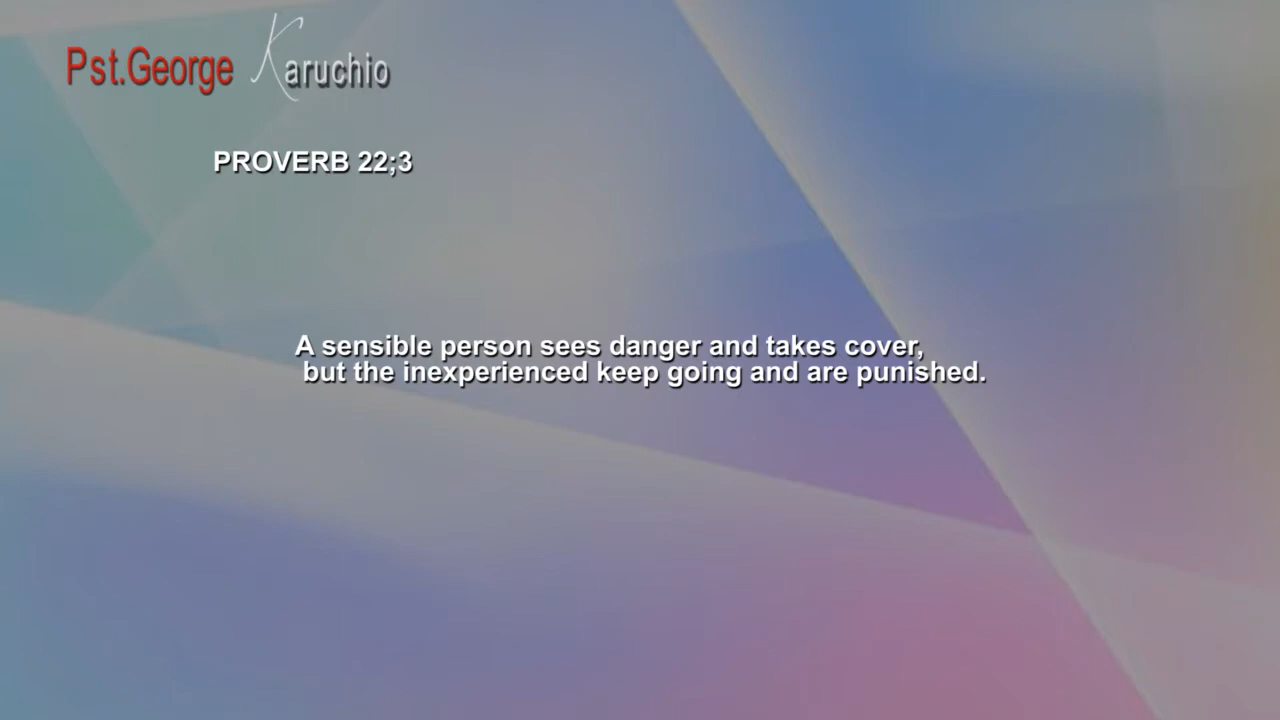 Pst.George Karuchio
PROVERB 22;3
A sensible person sees danger and takes cover,
but the inexperienced keep going and are punished.